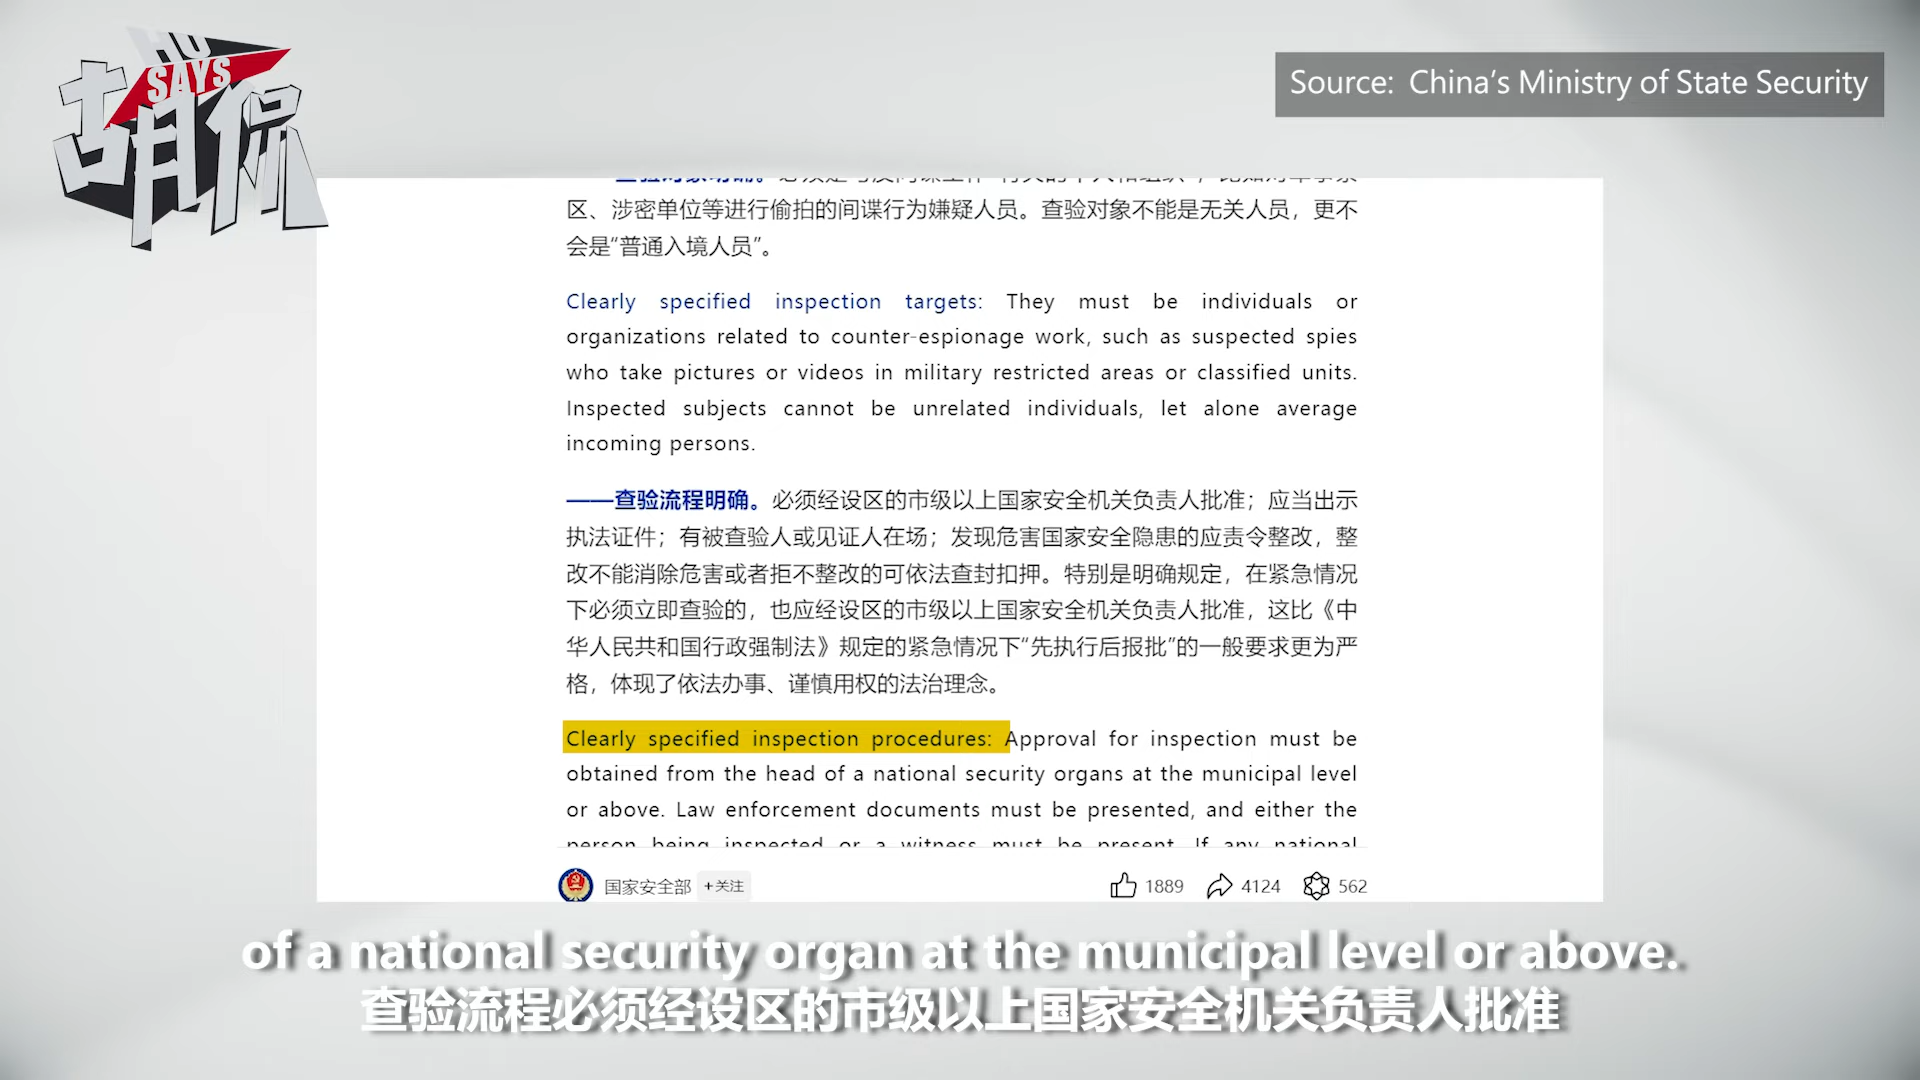 HU
SAYS
胡侃
Source: China's Ministry of State Security
区、涉密单位等进行偷拍的间谍行为嫌疑人员。查验对象不能是无关人员，更不
会是“普通入境人员”。
Clearly specified inspection targets: They must be individuals or
organizations related to counter-espionage work, such as suspected spies
who take pictures or videos in military restricted areas or classified units.
Inspected subjects cannot be unrelated individuals, let alone average
incoming persons.
——查验流程明确。必须经设区的市级以上国家安全机关负责人批准；应当出示
执法证件；有被查验人或见证人在场；发现危害国家安全隐患的应责令整改，整
改不能消除危害或者拒不整改的可依法查封扣押。特别是明确规定，在紧急情况
下必须立即查验的，也应经设区的市级以上国家安全机关负责人批准，这比《中
华人民共和国行政强制法》规定的紧急情况下“先执行后报批”的一般要求更为严
格，体现了依法办事、谨慎用权的法治理念。
Clearly specified inspection procedures: Approval for inspection must be
obtained from the head of a national security organs at the municipal level
or above. Law enforcement documents must be presented, and either the
person being inspected or a witness must be present. If any national
国家安全部 +关注 1889 4124 562
of a national security organ at the municipal level or above.
查验流程必须经设区的市级以上国家安全机关负责人批准